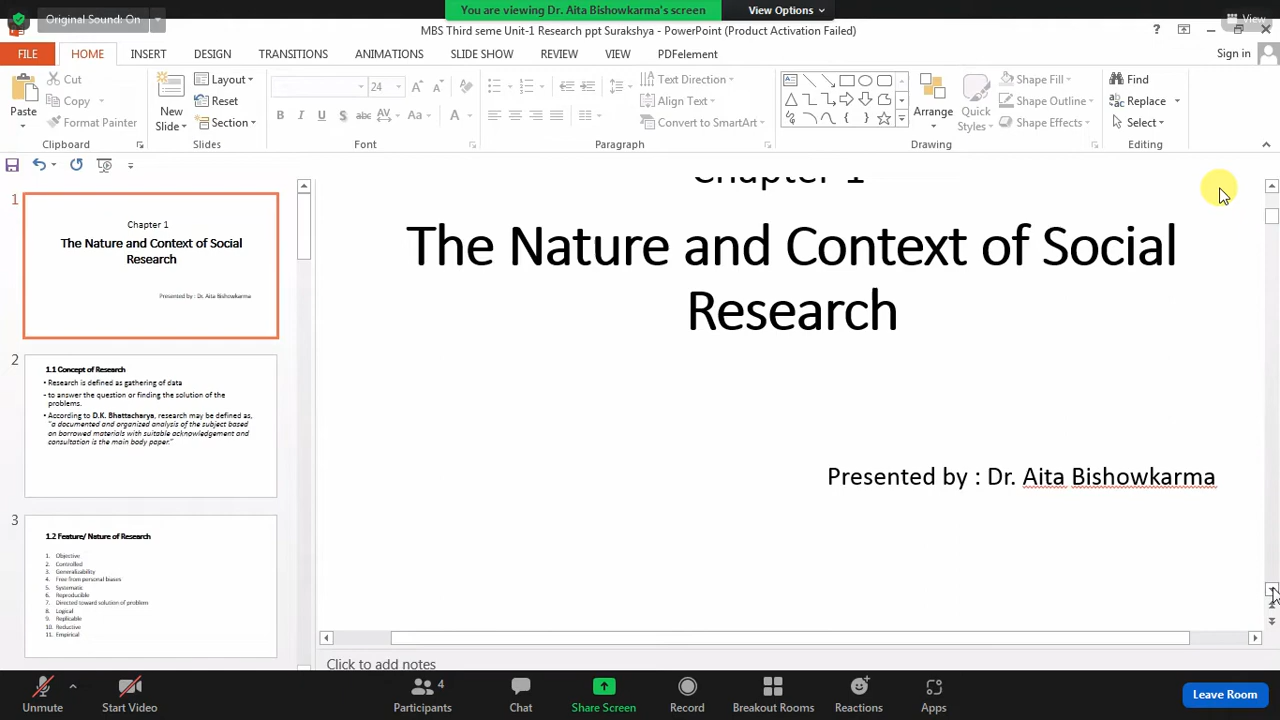 Original Sound: On
You are viewing Dr. Aita Bishowkarma's screen
View Options
View
MBS Third seme Unit-1 Research ppt Surakshya - PowerPoint (Product Activation Failed)
FILE HOME INSERT DESIGN TRANSITIONS ANIMATIONS SLIDE SHOW REVIEW VIEW PDFelement
Sign in
Paste
Cut
Copy
Format Painter
Clipboard
New
Slide
Layout
Reset
Section
Slides
24
B I U S abc AV Aa A
Font
Text Direction
Align Text
Convert to SmartArt
Paragraph
Arrange
Quick
Styles
Shape Fill
Shape Outline
Shape Effects
Drawing
Find
Replace
Select
Editing
1
Chapter 1
The Nature and Context of Social
Research
Presented by : Dr. Aita Bishowkarma
2
1.1 Concept of Research
• Research is defined as gathering of data
• to answer the question or finding the solution of the
problems.
• According to D.K. Bhattacharya, research may be defined as,
"a documented and organized analysis of the subject based
on borrowed materials with suitable acknowledgement and
consultation is the main body paper."
3
1.2 Feature/ Nature of Research
1. Objective
2. Controlled
3. Generaluability
4. Free from personal biases
5. Systematic
6. Reproducible
7. Directed toward solution of problem
8. Logical
9. Replicable
10. Reductive
11. Empirical
Chapter 1
The Nature and Context of Social
Research
Presented by : Dr. Aita Bishowkarma
Click to add notes
Unmute
Start Video
4
Participants
Chat
Share Screen
Record
Breakout Rooms
Reactions
Apps
Leave Room